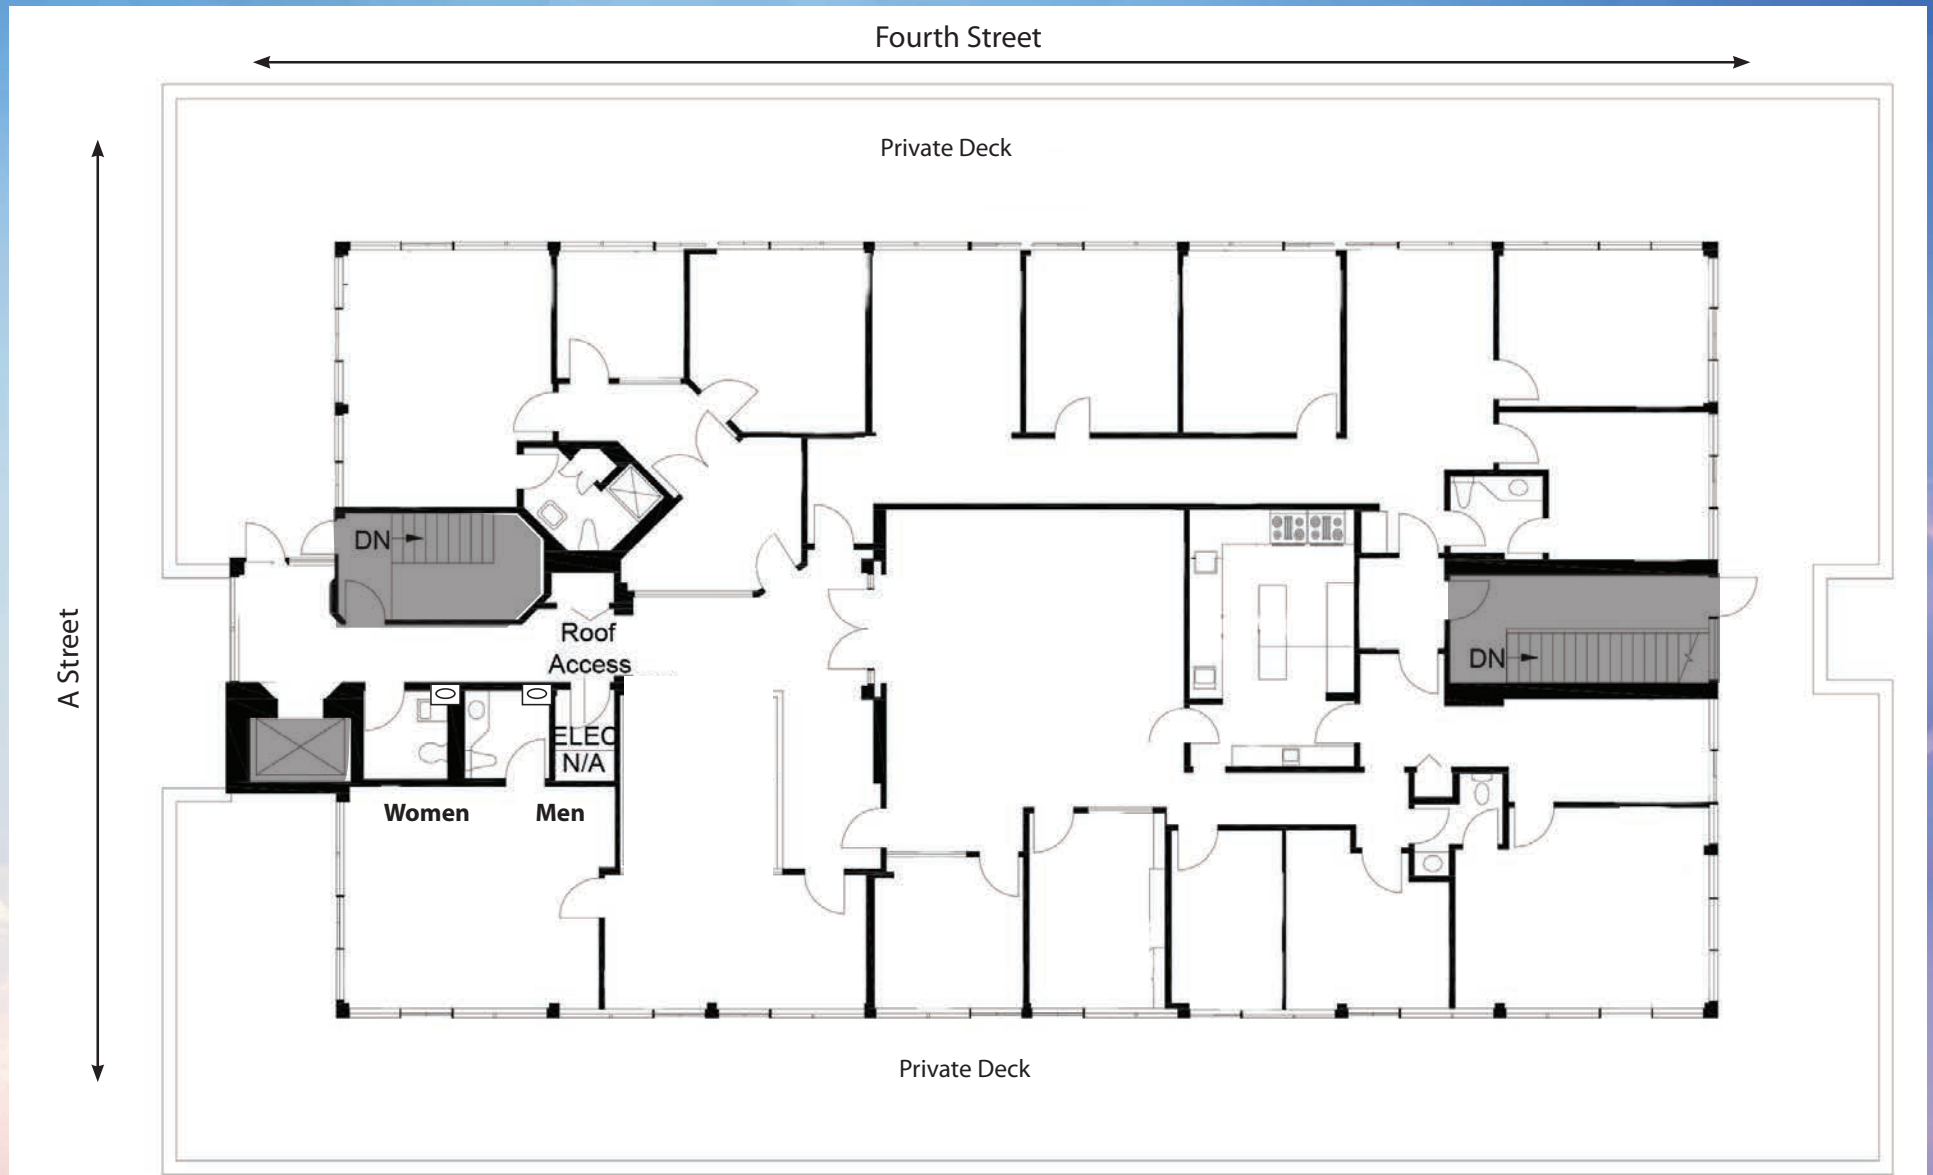 Fourth Street
Private Deck
A Street
DN
Roof
Access
DN
ELEC
N/A
Women
Men
Private Deck